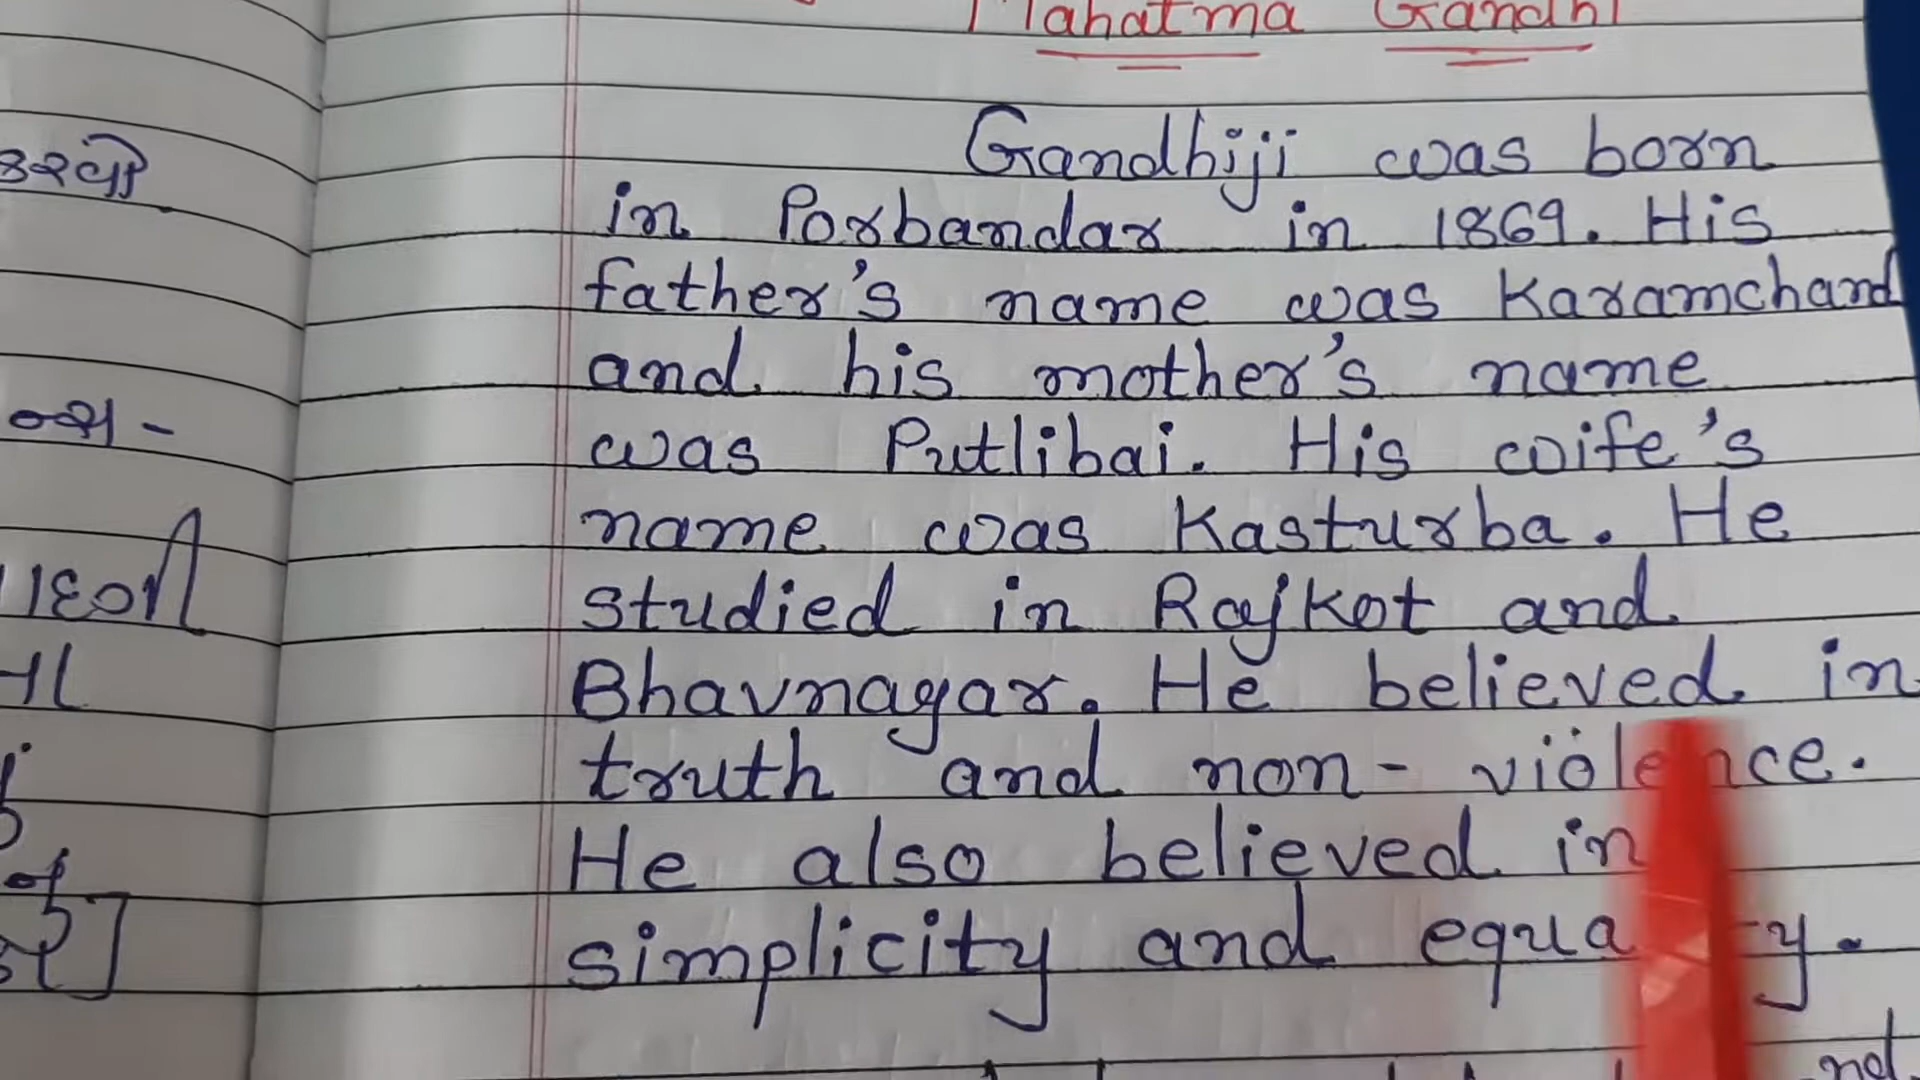 Mahatma Gandhi
Gandhiji was born
in Porbandar in 1869. His
father's name was Karamchand
and his mother's name
was Putlibai. His wife's
name was Kasturba. He
studied in Rajkot and
Bhavnagar. He believed in
truth and non- violence.
He also believed in
simplicity and equality.